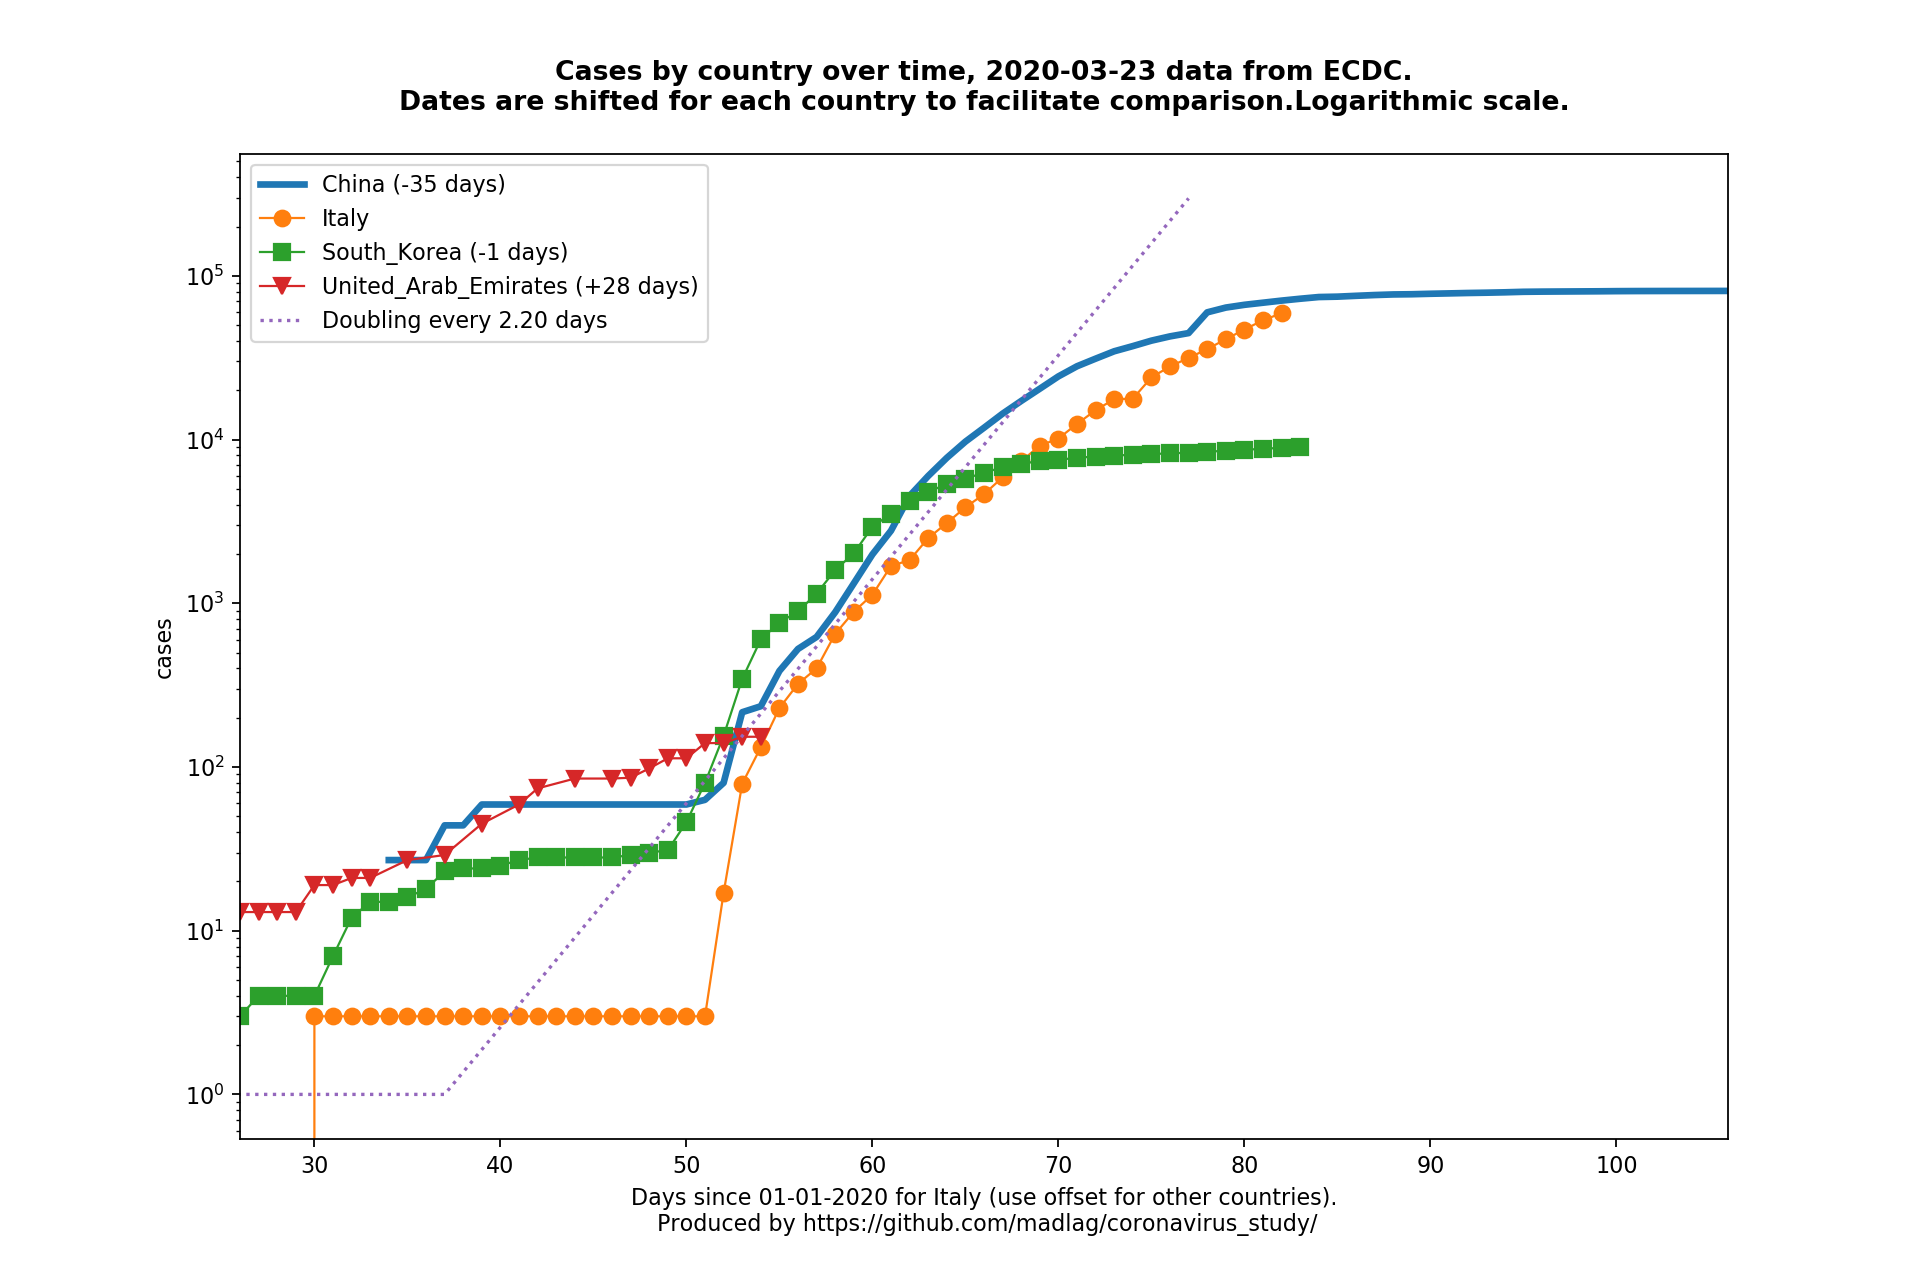 Cases by country over time, 2020-03-23 data from ECDC.
Dates are shifted for each country to facilitate comparison.Logarithmic scale.
China (-35 days)
Italy
South_Korea (-1 days)
United_Arab_Emirates (+28 days)
Doubling every 2.20 days
10⁵
10⁴
10³
10²
10¹
10⁰
cases
30 40 50 60 70 80 90 100
Days since 01-01-2020 for Italy (use offset for other countries).
Produced by https://github.com/madlag/coronavirus_study/